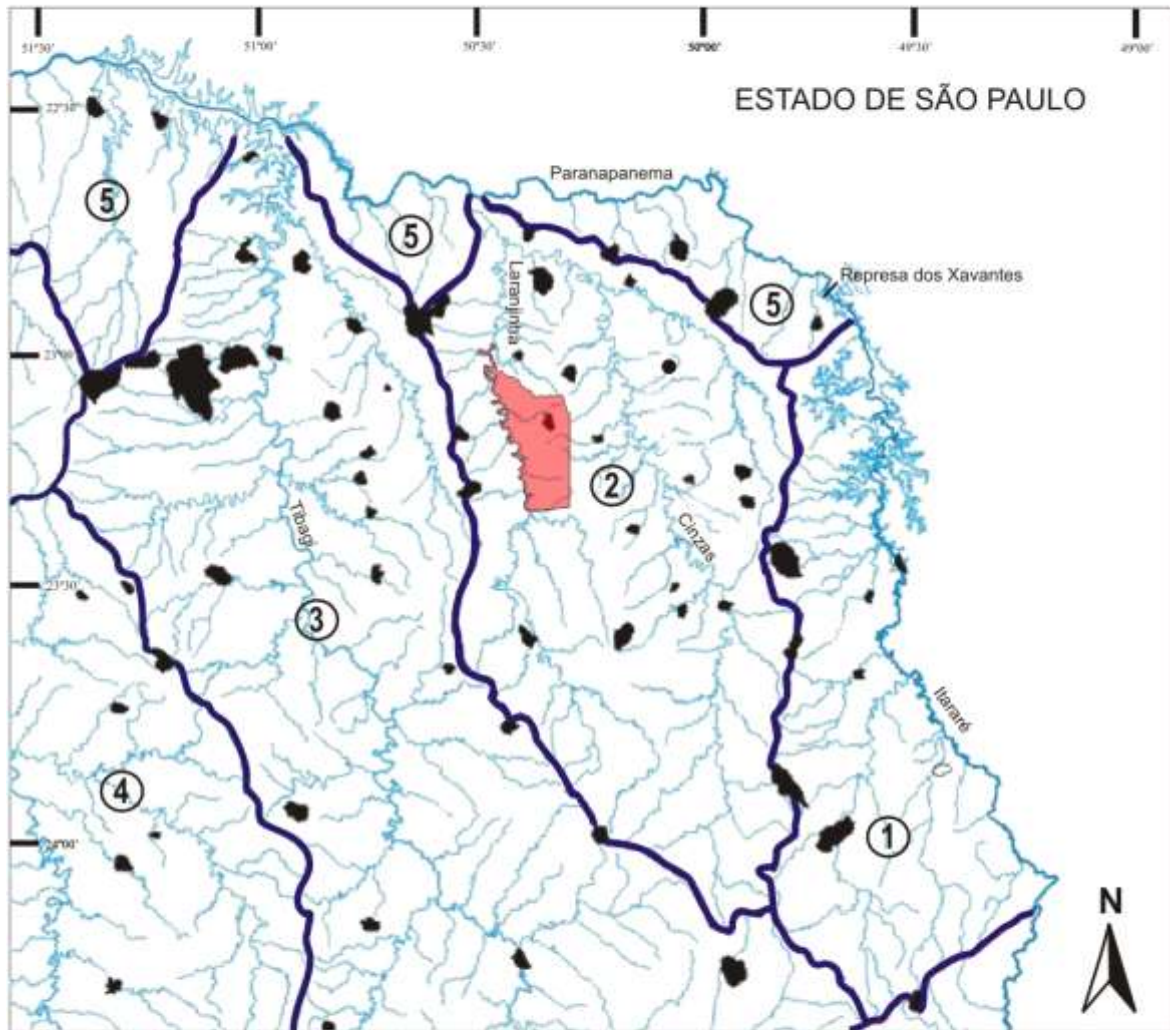 51°30'
51°00'
50°30'
50°00'
49°30'
49°00'
22°30'
ESTADO DE SÃO PAULO
Paranapanema
5
5
Laranjinha
Represa dos Xavantes
5
23°00'
2
Cinzas
Tibagi
23°30'
3
Itararé
4
1
24°00'
N